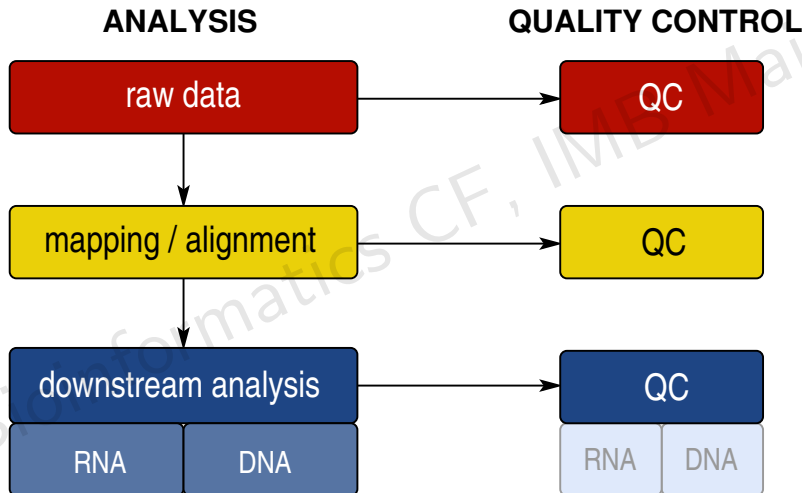 ANALYSIS QUALITY CONTROL
raw data QC
mapping / alignment QC
downstream analysis QC
RNA DNA RNA DNA
Bioinformatics CF, IMB